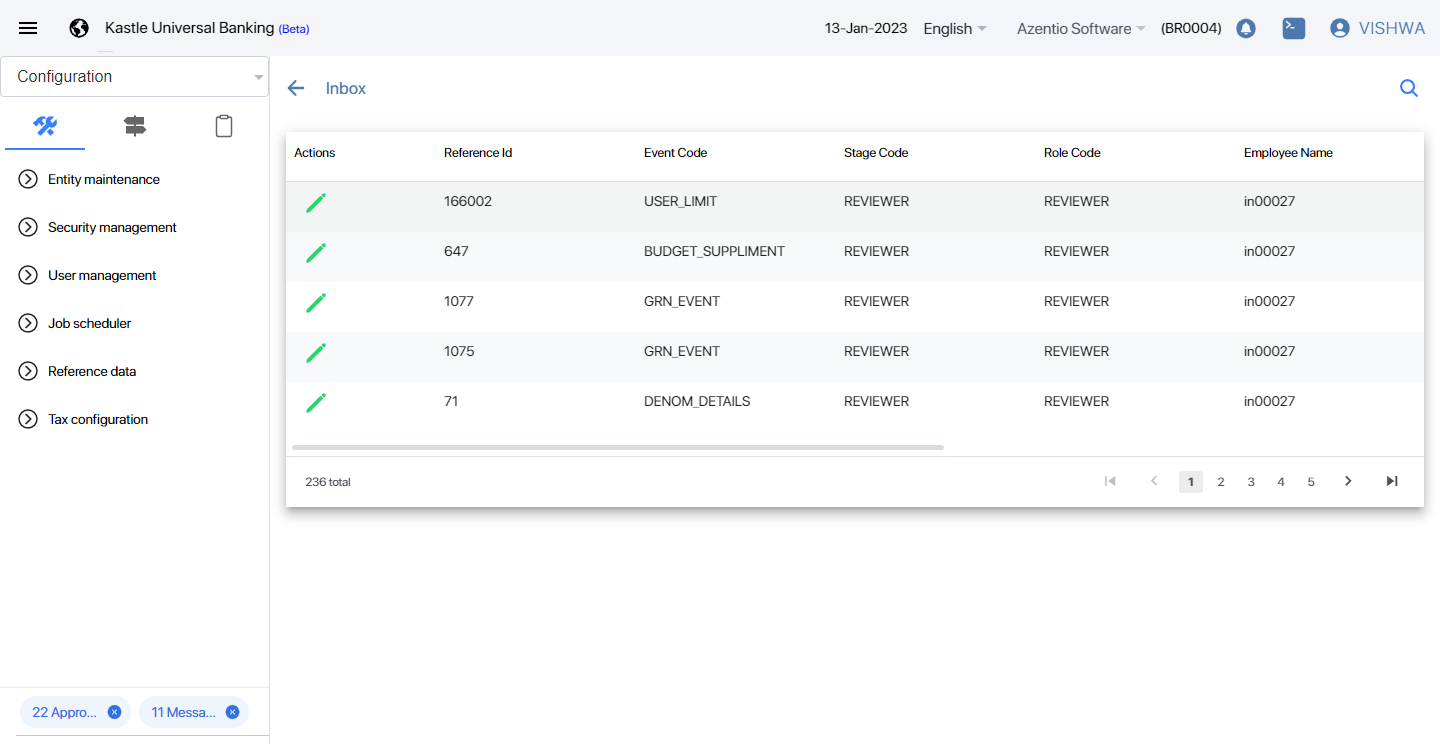 Kastle Universal Banking (Beta) 13-Jan-2023 English Azentio Software (BR0004) VISHWA
Configuration
Inbox
Entity maintenance
Security management
User management
Job scheduler
Reference data
Tax configuration
Actions Reference Id Event Code Stage Code Role Code Employee Name
166002 USER_LIMIT REVIEWER REVIEWER in00027
647 BUDGET_SUPPLIMENT REVIEWER REVIEWER in00027
1077 GRN_EVENT REVIEWER REVIEWER in00027
1075 GRN_EVENT REVIEWER REVIEWER in00027
71 DENOM_DETAILS REVIEWER REVIEWER in00027
236 total 1 2 3 4 5
22 Appro... 11 Messa...